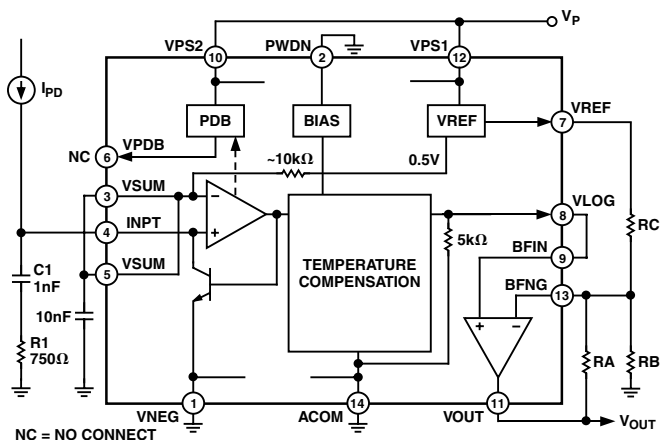 V_P
VPS2
PWDN
VPS1
10
2
12
I_PD
PDB
BIAS
VREF
7
VREF
VPDB
NC
6
~10kΩ
0.5V
3
VSUM
−
VLOG
8
RC
4
INPT
+
5kΩ
BFIN
9
5
VSUM
TEMPERATURE
COMPENSATION
C1
1nF
BFNG
13
10nF
+
−
R1
750Ω
RA
RB
1
14
11
VNEG
ACOM
VOUT
V_OUT
NC = NO CONNECT